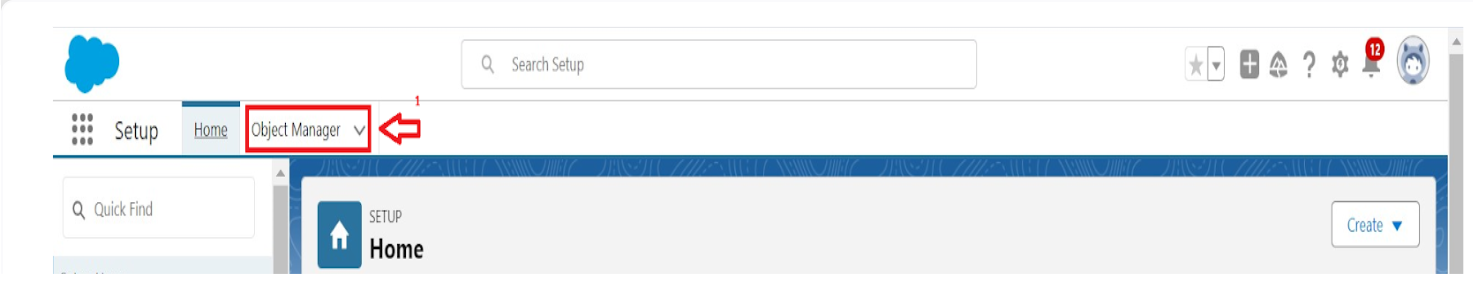 Search Setup
12
1
Setup Home Object Manager
Quick Find
SETUP
Home
Create